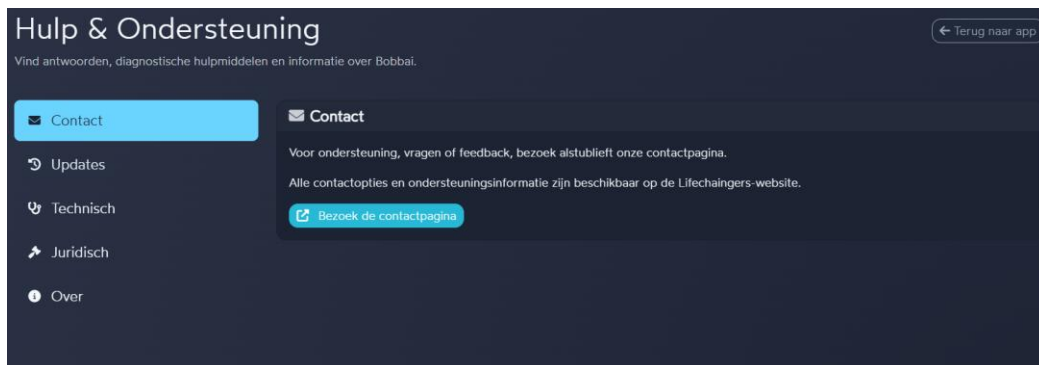 Hulp & Ondersteuning
← Terug naar app
Vind antwoorden, diagnostische hulpmiddelen en informatie over Bobbai.
Contact
Updates
Technisch
Juridisch
Over
Contact
Voor ondersteuning, vragen of feedback, bezoek alstublieft onze contactpagina.
Alle contactopties en ondersteuningsinformatie zijn beschikbaar op de Lifechaingers-website.
Bezoek de contactpagina